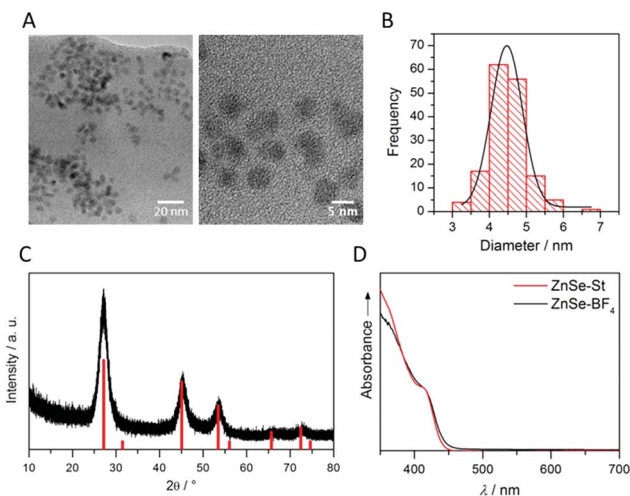 A
20 nm
5 nm
B
Frequency
70
60
50
40
30
20
10
0
3 4 5 6 7
Diameter / nm
C
Intensity / a. u.
10 20 30 40 50 60 70 80
2θ / °
D
ZnSe-St
ZnSe-BF₄
Absorbance →
400 500 600 700
λ / nm